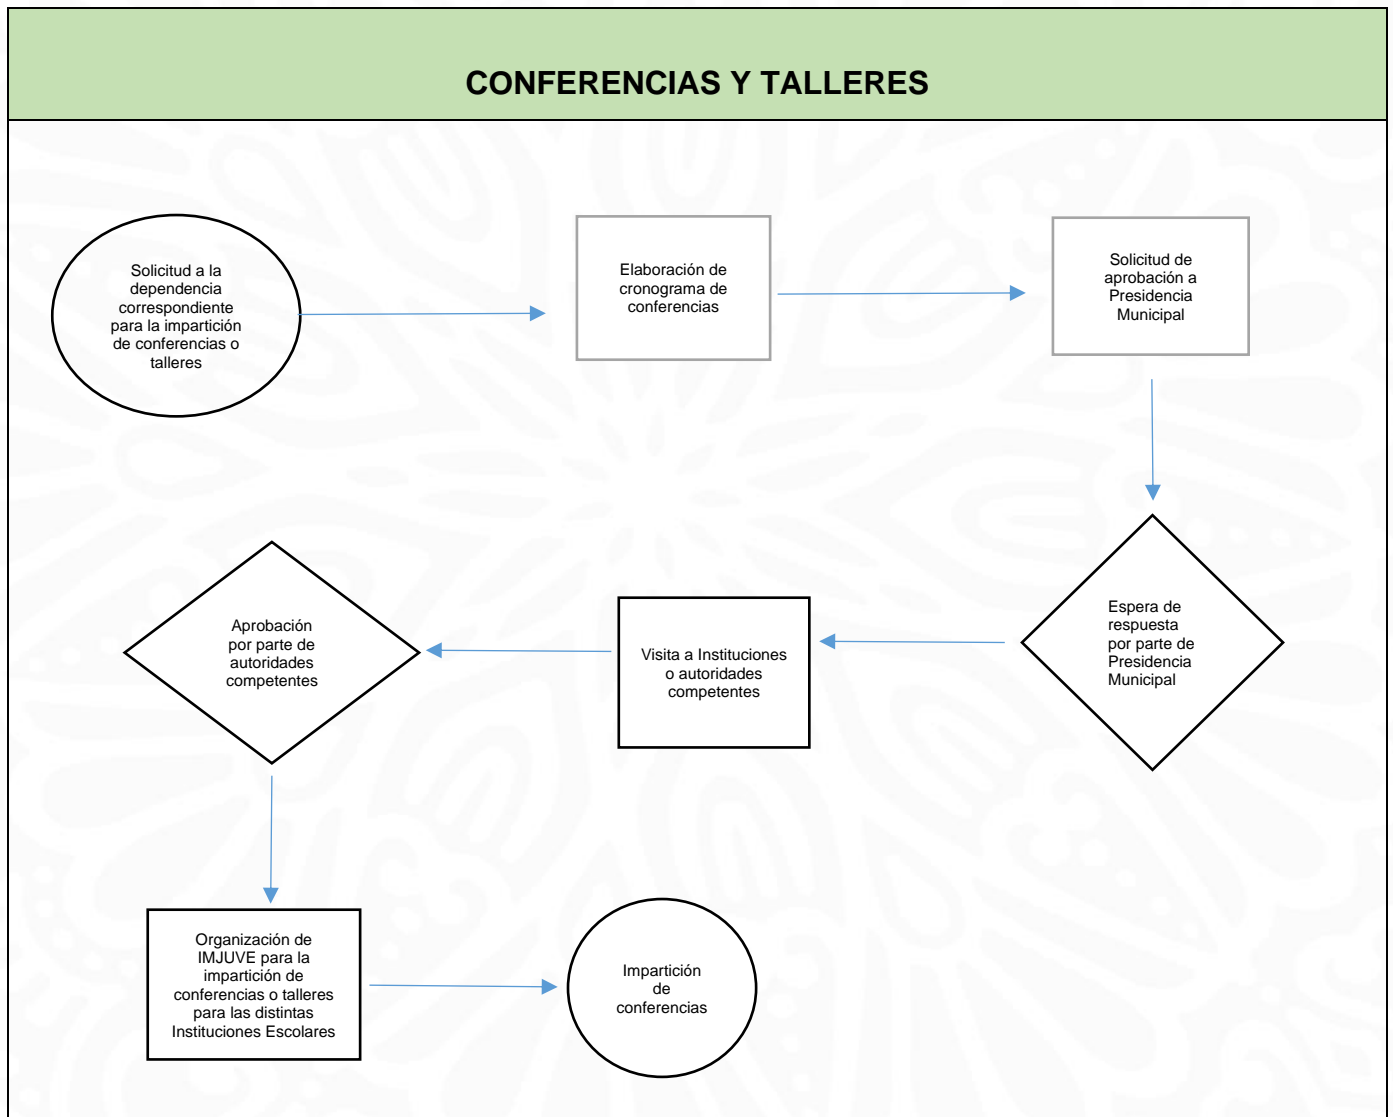 CONFERENCIAS Y TALLERES
Solicitud a la
dependencia
correspondiente
para la impartición
de conferencias o
talleres
Elaboración de
cronograma de
conferencias
Solicitud de
aprobación a
Presidencia
Municipal
Espera de
respuesta
por parte de
Presidencia
Municipal
Visita a Instituciones
o autoridades
competentes
Aprobación
por parte de
autoridades
competentes
Organización de
IMJUVE para la
impartición de
conferencias o talleres
para las distintas
Instituciones Escolares
Impartición
de
conferencias